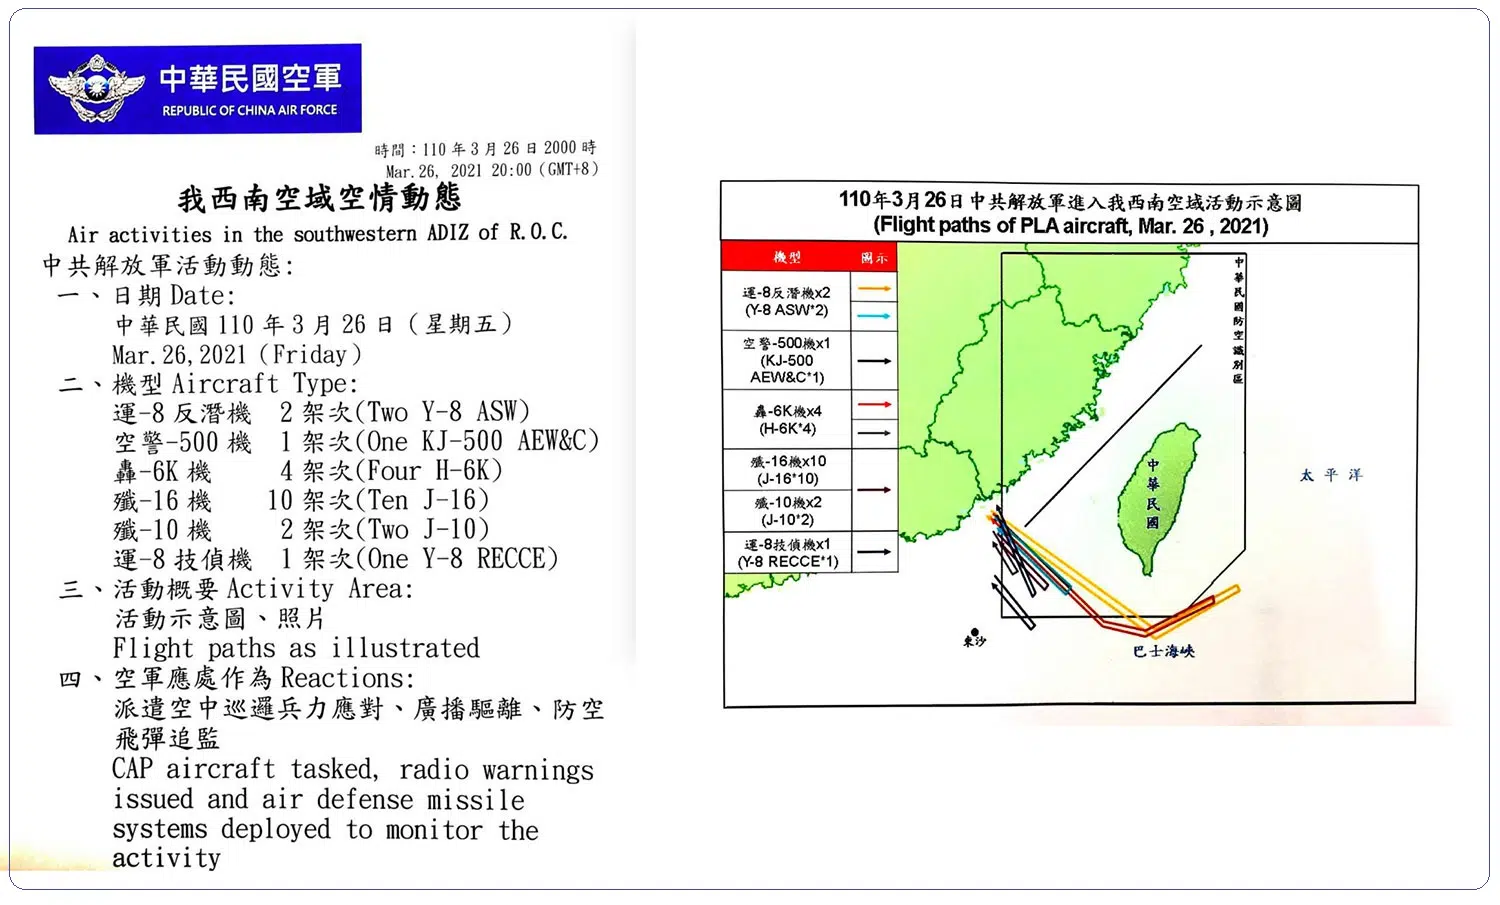 中華民國空軍
REPUBLIC OF CHINA AIR FORCE
時間：110 年 3 月 26 日 2000 時
Mar.26, 2021 20:00 (GMT+8)
我西南空域空情動態
Air activities in the southwestern ADIZ of R.O.C.
中共解放軍活動動態:
一、日期 Date:
中華民國 110 年 3 月 26 日（星期五）
Mar.26,2021（Friday）
二、機型 Aircraft Type:
運-8 反潛機 2 架次(Two Y-8 ASW)
空警-500 機 1 架次(One KJ-500 AEW&C)
轟-6K 機 4 架次(Four H-6K)
殲-16 機 10 架次(Ten J-16)
殲-10 機 2 架次(Two J-10)
運-8 技偵機 1 架次(One Y-8 RECCE)
三、活動概要 Activity Area:
活動示意圖、照片
Flight paths as illustrated
四、空軍應處作為 Reactions:
派遣空中巡邏兵力應對、廣播驅離、防空
飛彈追監
CAP aircraft tasked, radio warnings
issued and air defense missile
systems deployed to monitor the
activity
110年3月26日中共解放軍進入我西南空域活動示意圖
(Flight paths of PLA aircraft, Mar. 26 , 2021)
機型 圖示
運-8反潛機x2
(Y-8 ASW*2)
空警-500機x1
(KJ-500
AEW&C*1)
轟-6K機x4
(H-6K*4)
殲-16機x10
(J-16*10)
殲-10機x2
(J-10*2)
運-8技偵機x1
(Y-8 RECCE*1)
中華民國防空識別區
中華民國
太平洋
東沙
巴士海峽